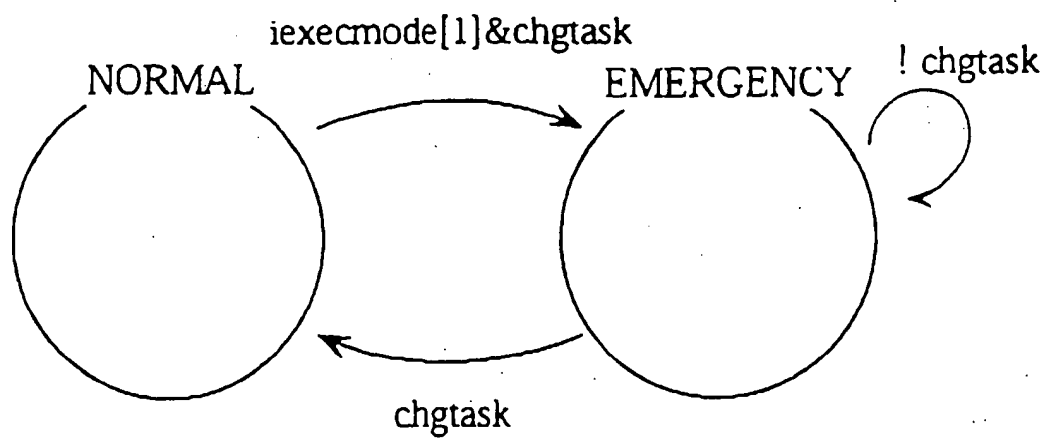 iexecmode[1]&chgtask
NORMAL
EMERGENCY
! chgtask
chgtask